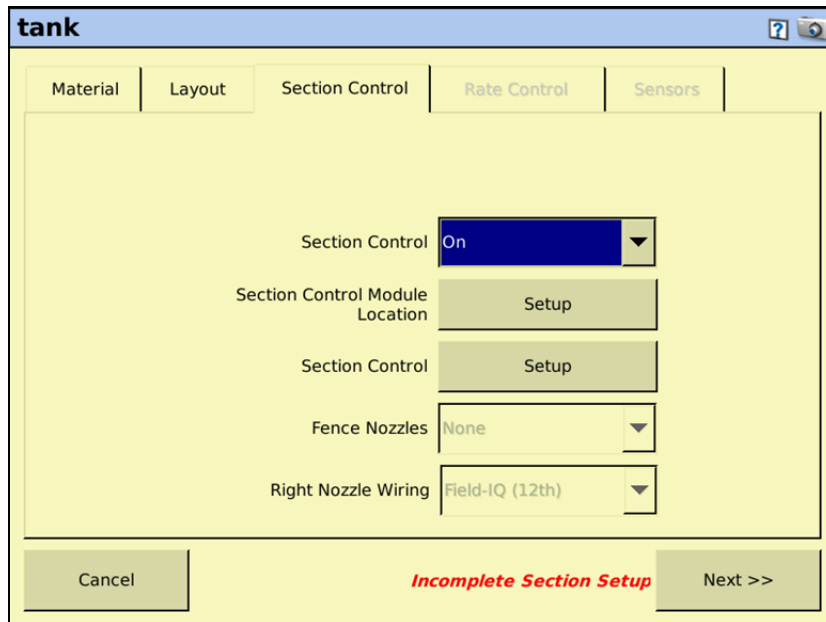 tank
?
Material Layout Section Control Rate Control Sensors
Section Control On
Section Control Module
Location Setup
Section Control Setup
Fence Nozzles None
Right Nozzle Wiring Field-IQ (12th)
Cancel Incomplete Section Setup Next >>